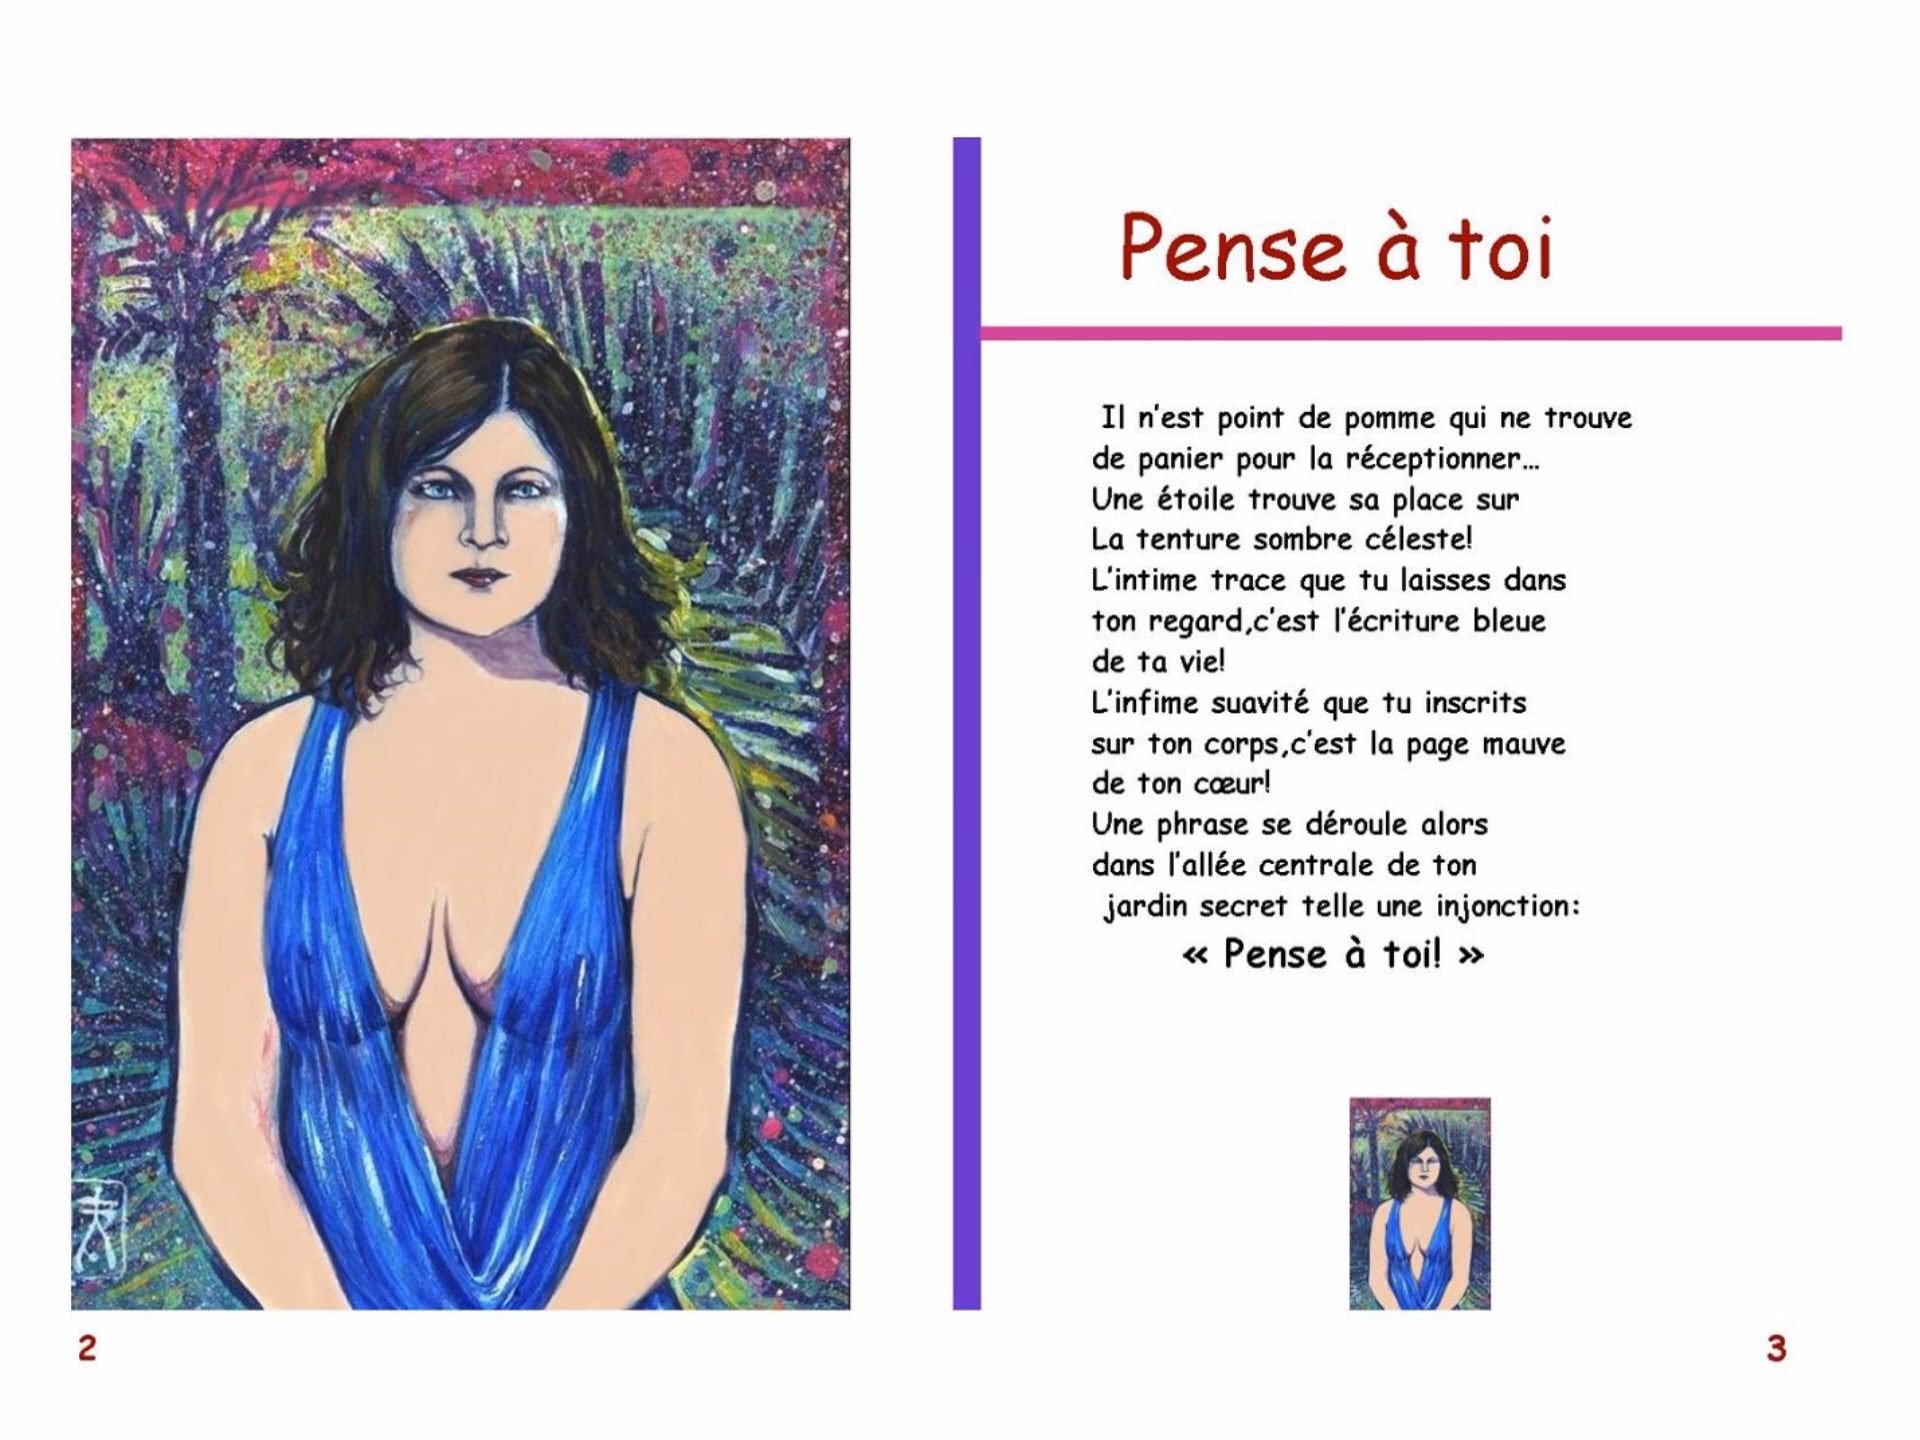 Pense à toi
Il n'est point de pomme qui ne trouve
de panier pour la réceptionner...
Une étoile trouve sa place sur
La tenture sombre céleste!
L'intime trace que tu laisses dans
ton regard,c'est l'écriture bleue
de ta vie!
L'infime suavité que tu inscrits
sur ton corps,c'est la page mauve
de ton cœur!
Une phrase se déroule alors
dans l'allée centrale de ton
jardin secret telle une injonction:
« Pense à toi! »
2
3